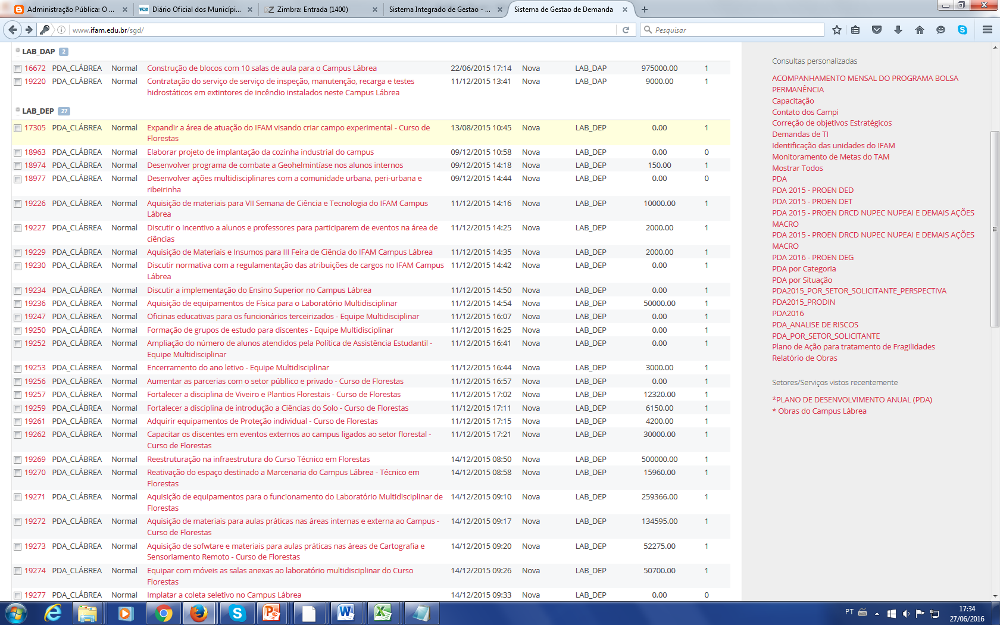 Administração Pública: O ...
Diário Oficial dos Municípi...
Zimbra: Entrada (1400)
Sistema Integrado de Gestao - ...
Sistema de Gestao de Demanda
www.ifam.edu.br/sgd/
Pesquisar
LAB_DAP 2
16672 PDA_CLÁBREA Normal Construção de blocos com 10 salas de aula para o Campus Lábrea 22/06/2015 17:14 Nova LAB_DAP 975000.00 1
19220 PDA_CLÁBREA Normal Contratação do serviço de serviço de inspeção, manutenção, recarga e testes 11/12/2015 13:41 Nova LAB_DAP 9000.00 1
hidrostáticos em extintores de incêndio instalados neste Campus Lábrea
LAB_DEP 27
17305 PDA_CLÁBREA Normal Expandir a área de atuação do IFAM visando criar campo experimental - Curso de 13/08/2015 10:45 Nova LAB_DEP 0.00 1
Florestas
18963 PDA_CLÁBREA Normal Elaborar projeto de implantação da cozinha industrial do campus 09/12/2015 10:58 Nova LAB_DEP 0.00 0
18974 PDA_CLÁBREA Normal Desenvolver programa de combate a Geohelmintíase nos alunos internos 09/12/2015 14:18 Nova LAB_DEP 150.00 1
18977 PDA_CLÁBREA Normal Desenvolver ações multidisciplinares com a comunidade urbana, peri-urbana e 09/12/2015 14:44 Nova LAB_DEP 0.00 0
ribeirinha
19226 PDA_CLÁBREA Normal Aquisição de materiais para VII Semana de Ciência e Tecnologia do IFAM Campus 11/12/2015 14:16 Nova LAB_DEP 10000.00 1
Lábrea
19227 PDA_CLÁBREA Normal Discutir o Incentivo a alunos e professores para participarem de eventos na área de 11/12/2015 14:25 Nova LAB_DEP 2000.00 1
ciências
19229 PDA_CLÁBREA Normal Aquisição de Materiais e Insumos para III Feira de Ciência do IFAM Campus Lábrea 11/12/2015 14:35 Nova LAB_DEP 2000.00 1
19230 PDA_CLÁBREA Normal Discutir normativa com a regulamentação das atribuições de cargos no IFAM Campus 11/12/2015 14:42 Nova LAB_DEP 0.00 1
Lábrea
19234 PDA_CLÁBREA Normal Discutir a implementação do Ensino Superior no Campus Lábrea 11/12/2015 14:50 Nova LAB_DEP 0.00 1
19236 PDA_CLÁBREA Normal Aquisição de equipamentos de Física para o Laboratório Multidisciplinar 11/12/2015 14:54 Nova LAB_DEP 50000.00 1
19247 PDA_CLÁBREA Normal Oficinas educativas para os funcionários terceirizados - Equipe Multidisciplinar 11/12/2015 16:07 Nova LAB_DEP 0.00 1
19250 PDA_CLÁBREA Normal Formação de grupos de estudo para discentes - Equipe Multidisciplinar 11/12/2015 16:25 Nova LAB_DEP 0.00 1
19252 PDA_CLÁBREA Normal Ampliação do número de alunos atendidos pela Política de Assistência Estudantil - 11/12/2015 16:41 Nova LAB_DEP 0.00 1
Equipe Multidisciplinar
19253 PDA_CLÁBREA Normal Encerramento do ano letivo - Equipe Multidisciplinar 11/12/2015 16:44 Nova LAB_DEP 3000.00 1
19256 PDA_CLÁBREA Normal Aumentar as parcerias com o setor públlico e privado - Curso de Florestas 11/12/2015 16:57 Nova LAB_DEP 0.00 1
19257 PDA_CLÁBREA Normal Fortalecer a disciplina de Viveiro e Plantios Florestais - Curso de Florestas 11/12/2015 17:02 Nova LAB_DEP 12320.00 1
19259 PDA_CLÁBREA Normal Fortalecer a disciplina de introdução a Ciências do Solo - Curso de Florestas 11/12/2015 17:11 Nova LAB_DEP 6150.00 1
19261 PDA_CLÁBREA Normal Adquirir equipamentos de Proteção individual - Curso de Florestas 11/12/2015 17:15 Nova LAB_DEP 4200.00 1
19262 PDA_CLÁBREA Normal Capacitar os discentes em eventos externos ao campus ligados ao setor florestal - 11/12/2015 17:21 Nova LAB_DEP 30000.00 1
Curso de Florestas
19269 PDA_CLÁBREA Normal Reestruturação na infraestrutura do Curso Técnico em Florestas 14/12/2015 08:50 Nova LAB_DEP 500000.00 1
19270 PDA_CLÁBREA Normal Reativação do espaço destinado a Marcenaria do Campus Lábrea - Técnico em 14/12/2015 08:58 Nova LAB_DEP 15960.00 1
Florestas
19271 PDA_CLÁBREA Normal Aquisição de equipamentos para o funcionamento do Laboratório Multidisciplinar de 14/12/2015 09:10 Nova LAB_DEP 259366.00 1
Florestas
19272 PDA_CLÁBREA Normal Aquisição de materiais para aulas práticas nas áreas internas e externa ao Campus - 14/12/2015 09:17 Nova LAB_DEP 134595.00 1
Curso de Florestas
19273 PDA_CLÁBREA Normal Aquisição de sofwtare e materiais para aulas práticas nas áreas de Cartografia e 14/12/2015 09:20 Nova LAB_DEP 52275.00 1
Sensoriamento Remoto - Curso de Florestas
19274 PDA_CLÁBREA Normal Equipar com móveis as salas anexas ao laboratório multidisciplinar do Curso 14/12/2015 09:26 Nova LAB_DEP 50700.00 1
Florestas
19277 PDA_CLÁBREA Normal Implatar a coleta seletivo no Campus Lábrea 14/12/2015 09:33 Nova LAB_DEP 0.00 0
Consultas personalizadas
ACOMPANHAMENTO MENSAL DO PROGRAMA BOLSA
PERMANÊNCIA
Capacitação
Contato dos Campi
Correção de objetivos Estratégicos
Demandas de TI
Identificação das unidades do IFAM
Monitoramento de Metas do TAM
Mostrar Todos
PDA
PDA 2015 - PROEN DED
PDA 2015 - PROEN DET
PDA 2015 - PROEN DRCD NUPEC NUPEAI E DEMAIS AÇÕES
MACRO
PDA 2015 - PROEN DRCD NUPEC NUPEAI E DEMAIS AÇÕES
MACRO
PDA 2016 - PROEN DEG
PDA por Categoria
PDA por Situação
PDA2015_POR_SETOR_SOLICITANTE_PERSPECTIVA
PDA2015_PRODIN
PDA2016
PDA_ANALISE DE RISCOS
PDA_POR_SETOR_SOLICITANTE
Plano de Ação para tratamento de Fragilidades
Relatório de Obras
Setores/Serviços vistos recentemente
*PLANO DE DESENVOLVIMENTO ANUAL (PDA)
* Obras do Campus Lábrea
PT
17:34
27/06/2016